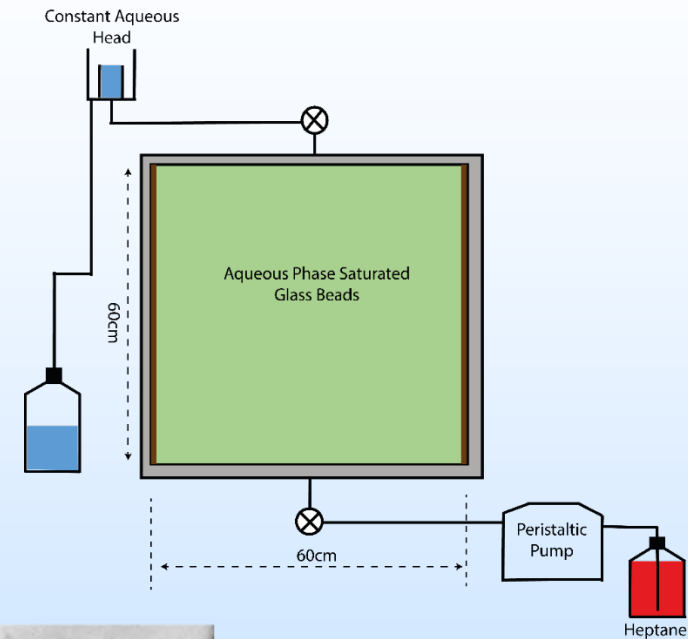 Constant Aqueous
Head
Aqueous Phase Saturated
Glass Beads
60cm
60cm
Peristaltic
Pump
Heptane